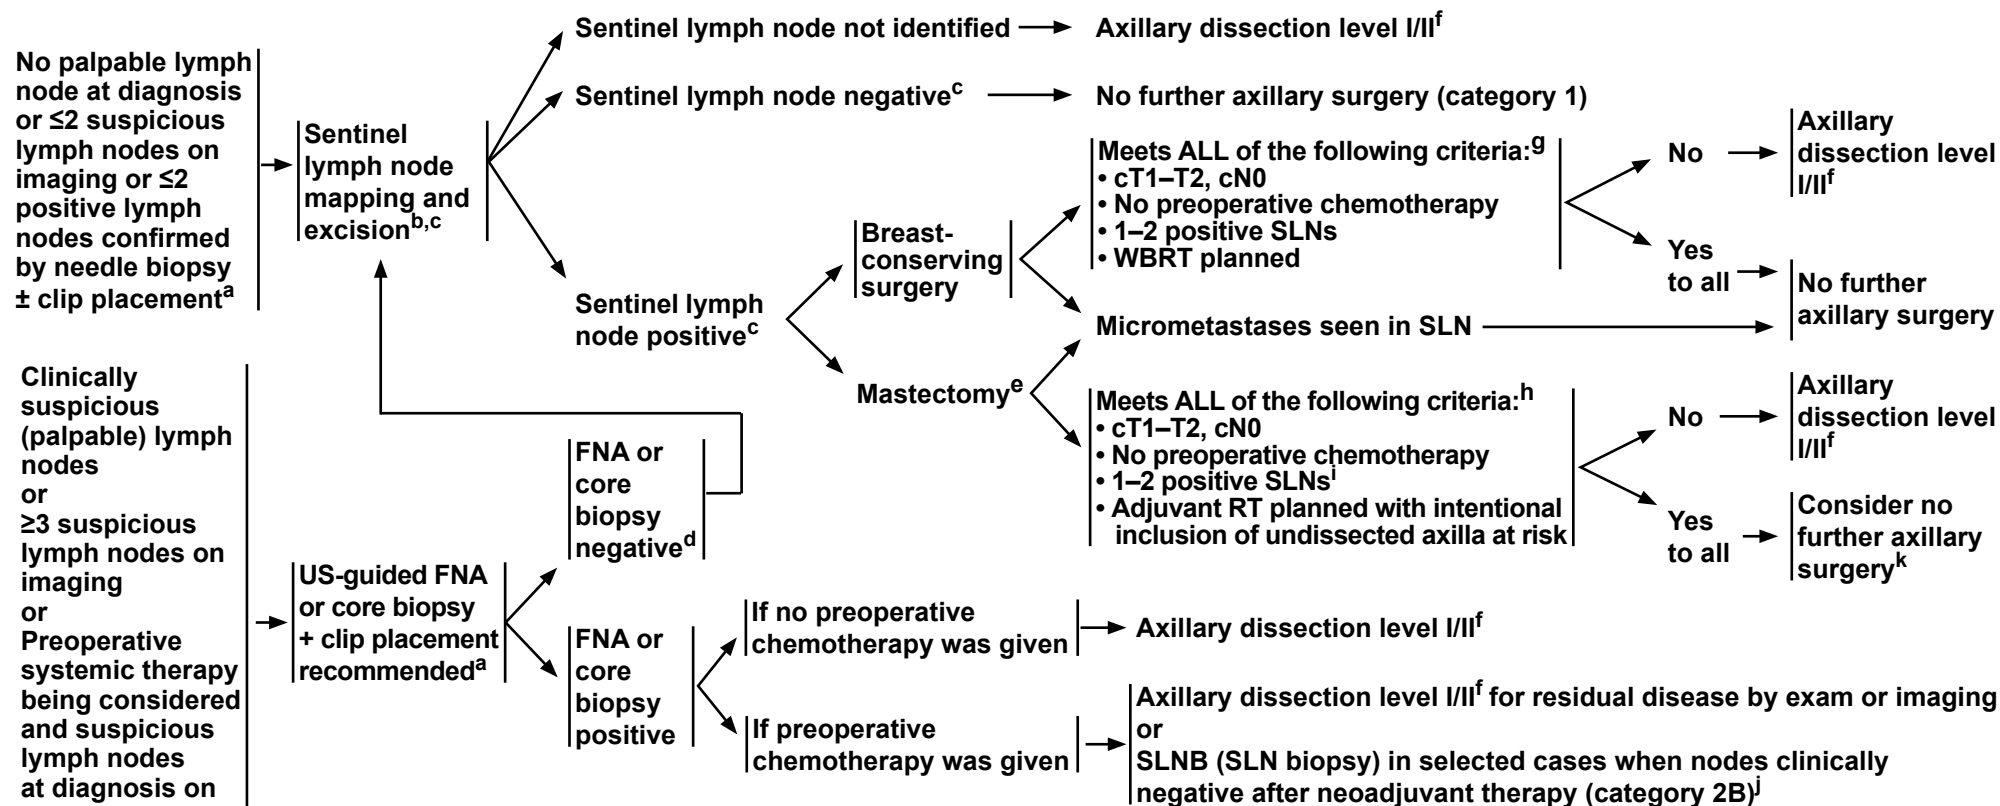 No palpable lymph
node at diagnosis
or ≤2 suspicious
lymph nodes on
imaging or ≤2
positive lymph
nodes confirmed
by needle biopsy
± clip placementa
Sentinel
lymph node
mapping and
excisionb,c
Sentinel lymph node not identified
Axillary dissection level I/IIf
Sentinel lymph node negativec
No further axillary surgery (category 1)
Sentinel lymph
node positivec
Breast-
conserving
surgery
Meets ALL of the following criteria:g
• cT1–T2, cN0
• No preoperative chemotherapy
• 1–2 positive SLNs
• WBRT planned
No
Axillary
dissection level
I/IIf
Yes
to all
No further
axillary surgery
Micrometastases seen in SLN
Mastectomye
Meets ALL of the following criteria:h
• cT1–T2, cN0
• No preoperative chemotherapy
• 1–2 positive SLNsi
• Adjuvant RT planned with intentional
inclusion of undissected axilla at risk
No
Axillary
dissection level
I/IIf
Yes
to all
Consider no
further axillary
surgeryk
Clinically
suspicious
(palpable) lymph
nodes
or
≥3 suspicious
lymph nodes on
imaging
or
Preoperative
systemic therapy
being considered
and suspicious
lymph nodes
at diagnosis on
US-guided FNA
or core biopsy
+ clip placement
recommendeda
FNA or
core
biopsy
negatived
FNA or
core
biopsy
positive
If no preoperative
chemotherapy was given
Axillary dissection level I/IIf
If preoperative
chemotherapy was given
Axillary dissection level I/IIf for residual disease by exam or imaging
or
SLNB (SLN biopsy) in selected cases when nodes clinically
negative after neoadjuvant therapy (category 2B)j